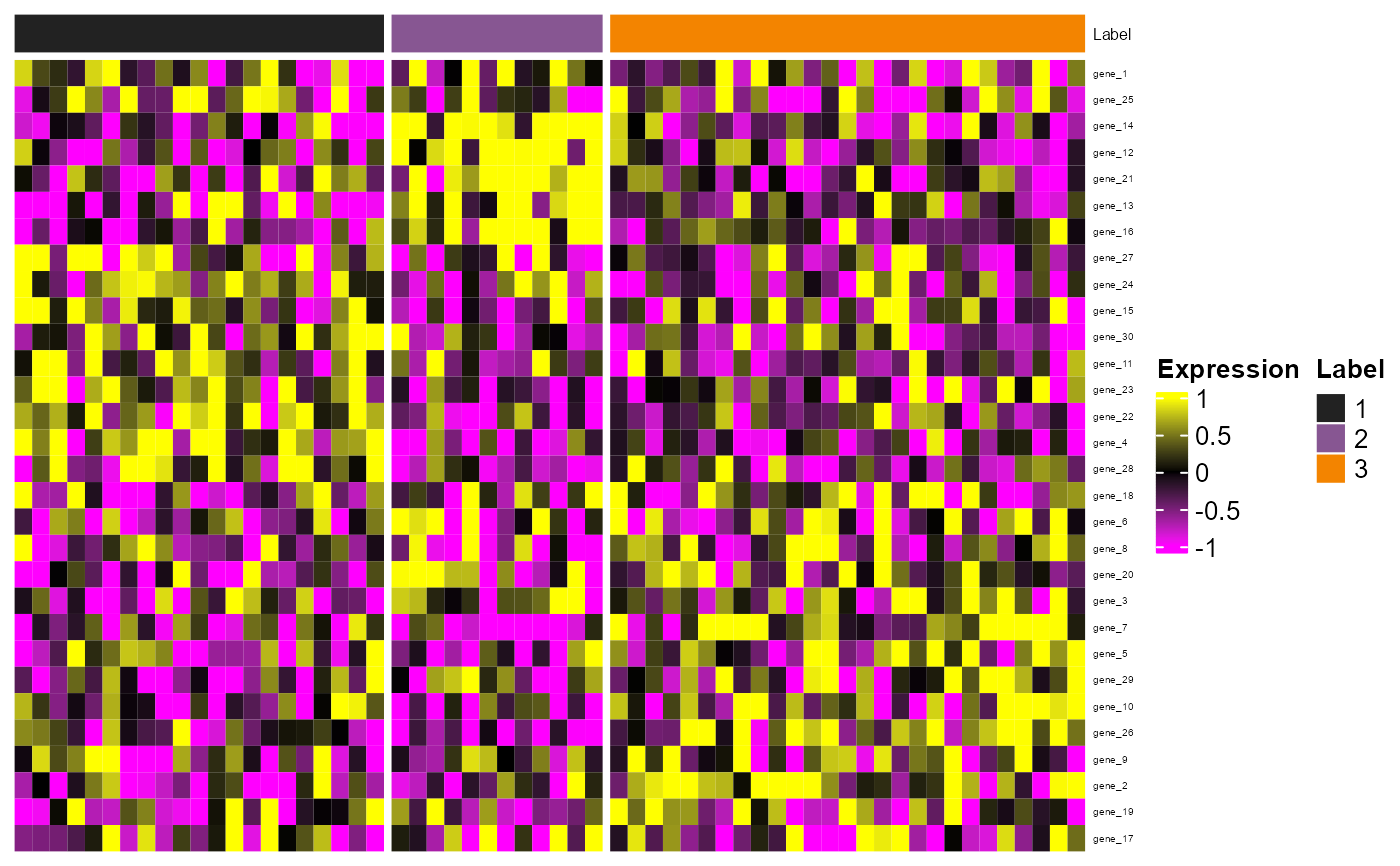 Label
gene_1
gene_25
gene_14
gene_12
gene_21
gene_13
gene_16
gene_27
gene_24
gene_15
gene_30
gene_11
gene_23
gene_22
gene_4
gene_28
gene_18
gene_6
gene_8
gene_20
gene_3
gene_7
gene_5
gene_29
gene_10
gene_26
gene_9
gene_2
gene_19
gene_17
Expression
1
0.5
0
-0.5
-1
Label
1
2
3